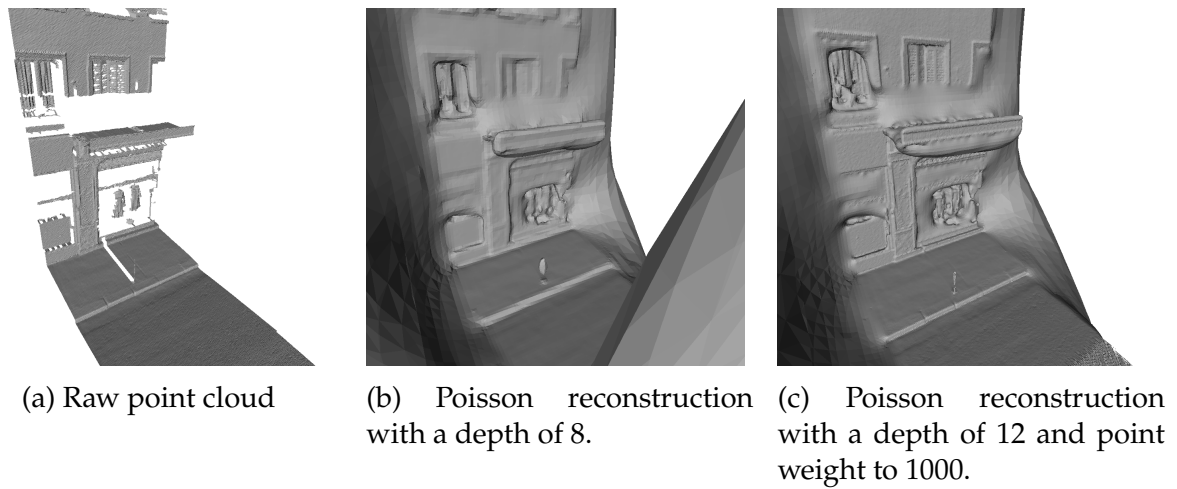 (a) Raw point cloud
(b) Poisson reconstruction
with a depth of 8.
(c) Poisson reconstruction
with a depth of 12 and point
weight to 1000.